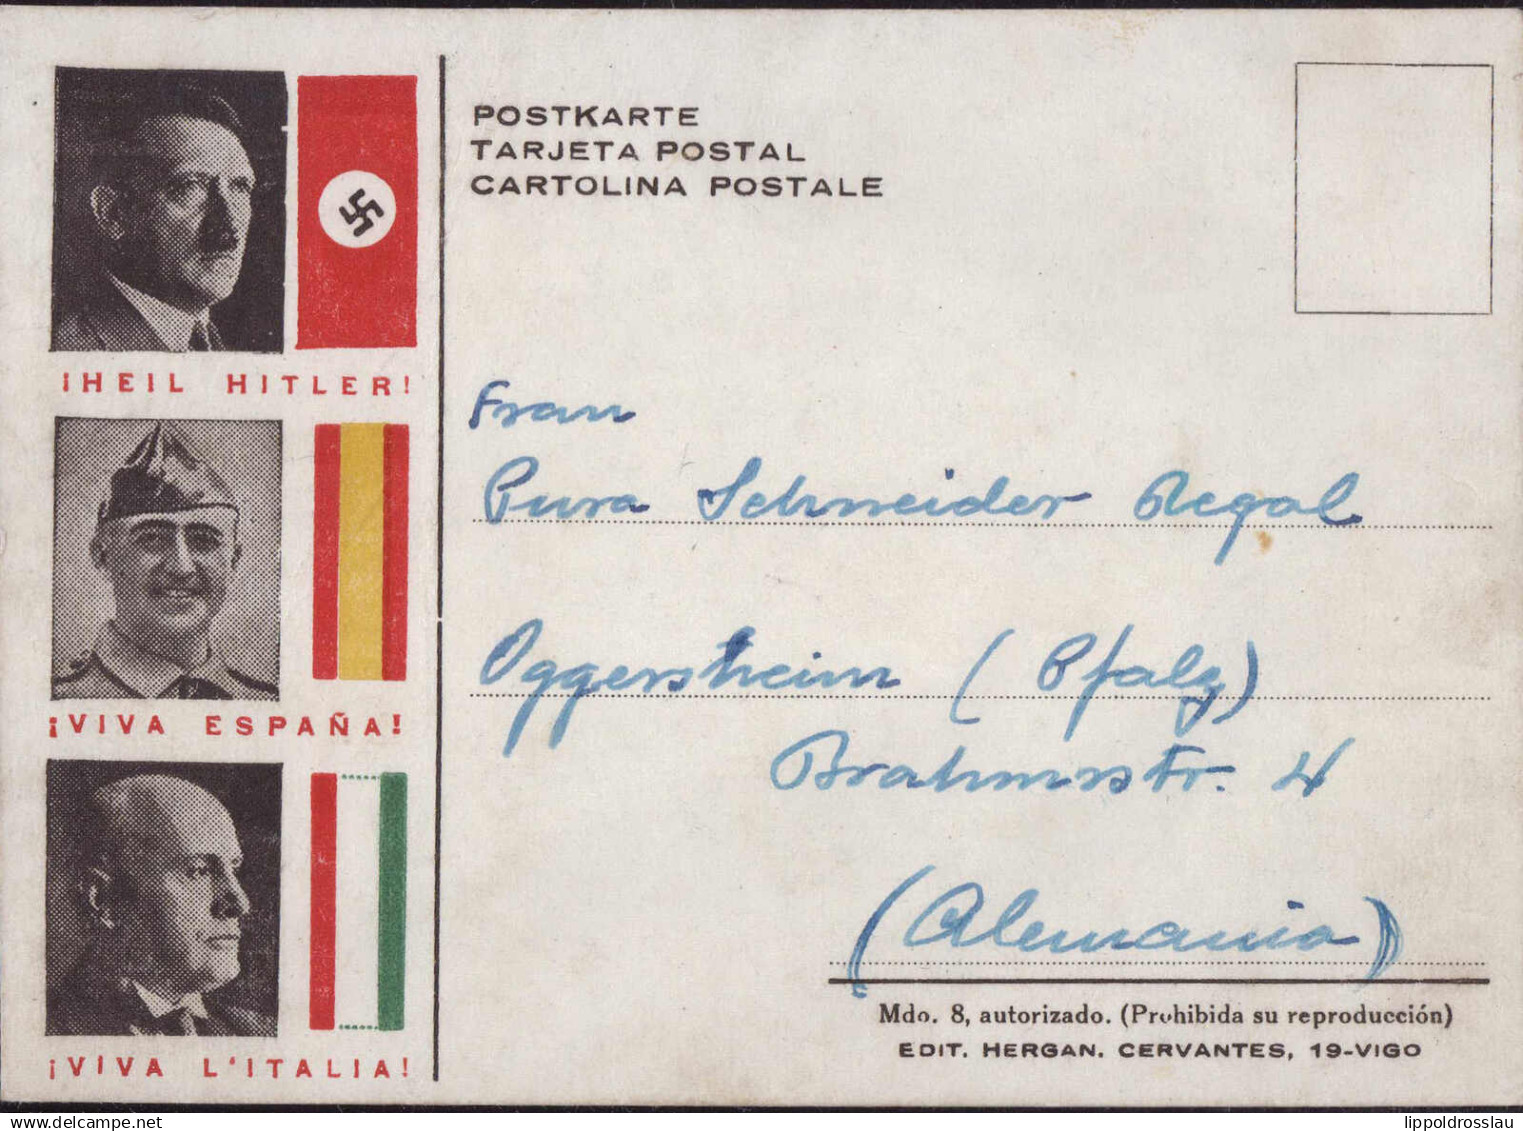 ¡HEIL HITLER!
¡VIVA ESPAÑA!
¡VIVA L'ITALIA!
POSTKARTE
TARJETA POSTAL
CARTOLINA POSTALE
Frau
Pura Schneider Regal
Oggersheim (Pfalz)
Brahmsstr. 4
(Alemania)
Mdo. 8, autorizado. (Prohibida su reproducción)
EDIT. HERGAN. CERVANTES, 19-VIGO
lippoldrosslau